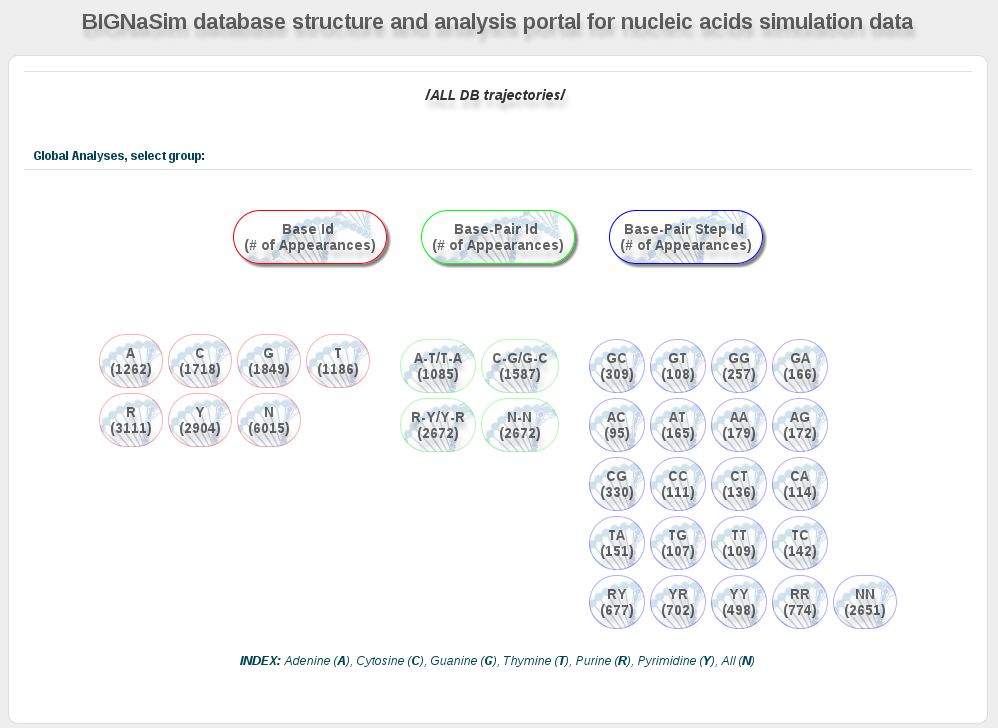 BIGNaSim database structure and analysis portal for nucleic acids simulation data
/ALL DB trajectories/
Global Analyses, select group:
Base Id
(# of Appearances)
Base-Pair Id
(# of Appearances)
Base-Pair Step Id
(# of Appearances)
A
(1262)
C
(1718)
G
(1849)
T
(1186)
R
(3111)
Y
(2904)
N
(6015)
A-T/T-A
(1085)
C-G/G-C
(1587)
R-Y/Y-R
(2672)
N-N
(2672)
GC
(309)
GT
(108)
GG
(257)
GA
(166)
AC
(95)
AT
(165)
AA
(179)
AG
(172)
CG
(330)
CC
(111)
CT
(136)
CA
(114)
TA
(151)
TG
(107)
TT
(109)
TC
(142)
RY
(677)
YR
(702)
YY
(498)
RR
(774)
NN
(2651)
INDEX: Adenine (A), Cytosine (C), Guanine (G), Thymine (T), Purine (R), Pyrimidine (Y), All (N)